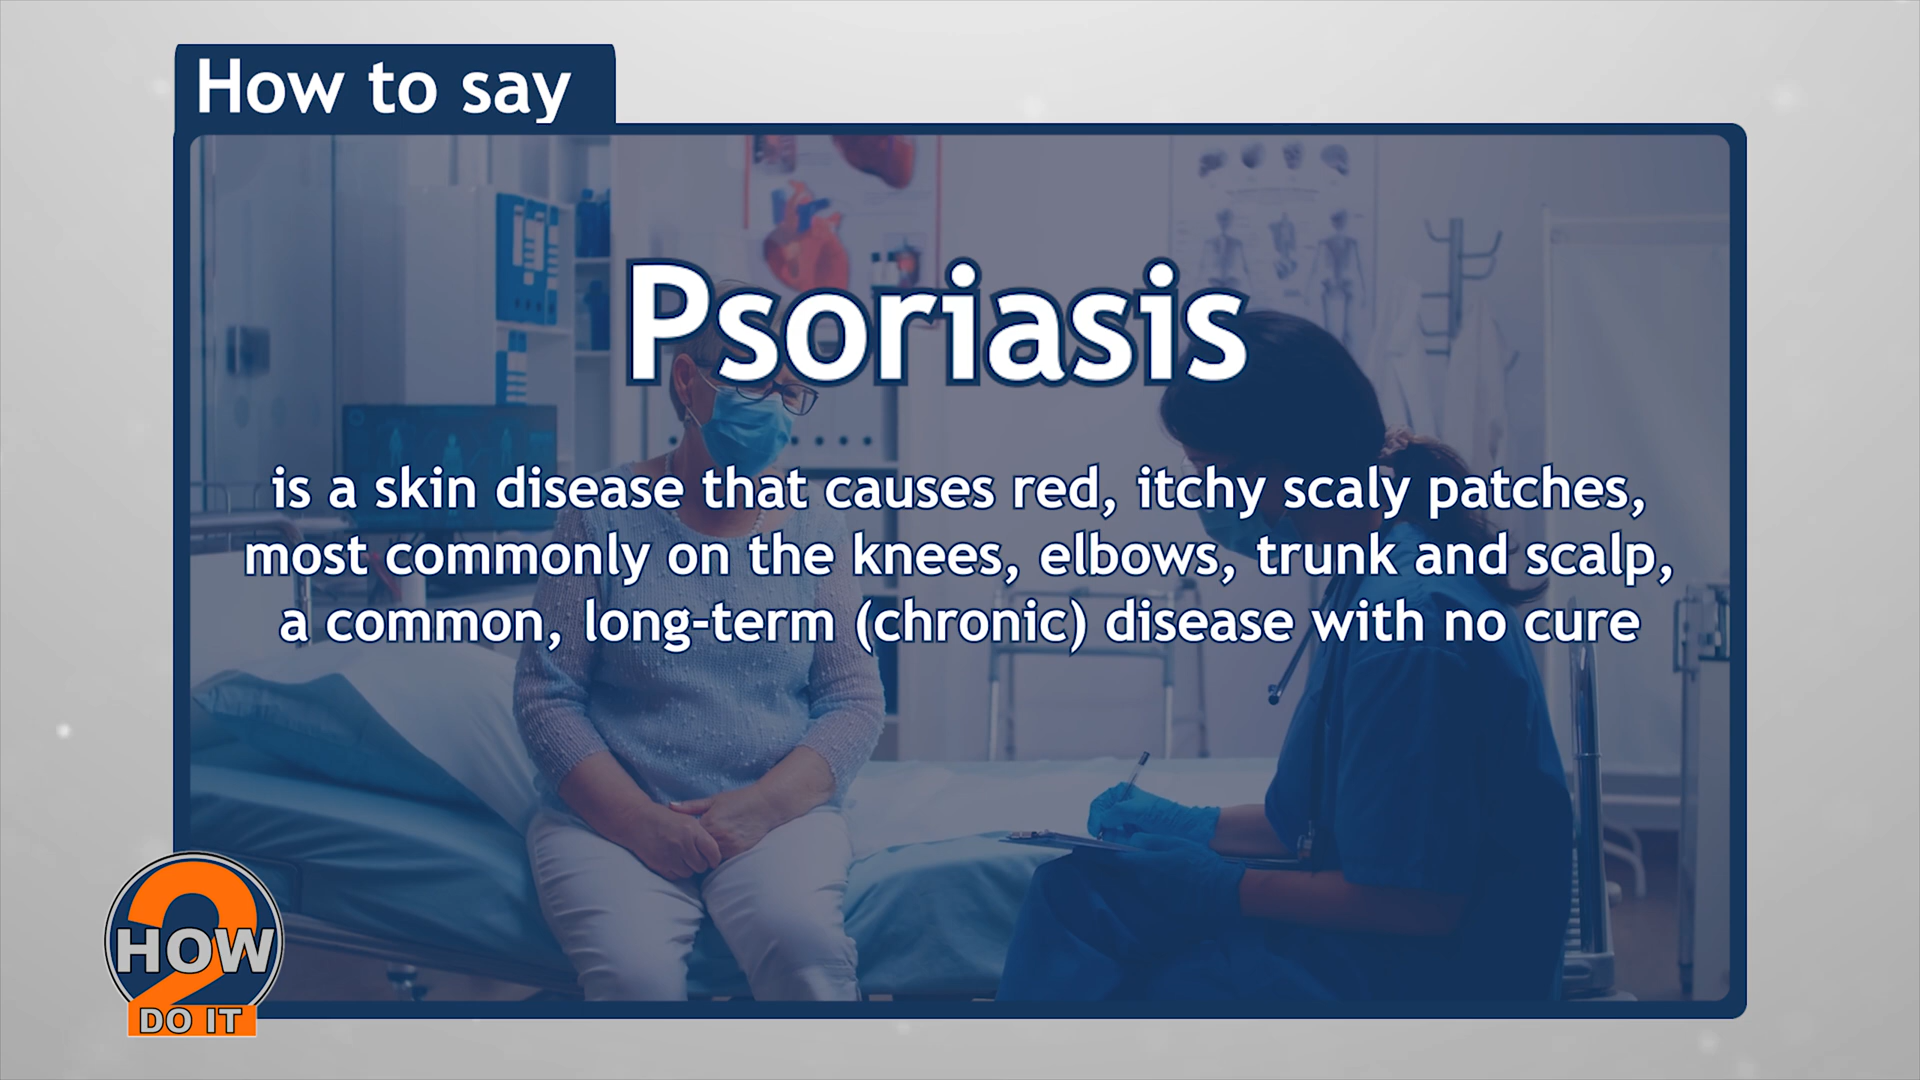 How to say
Psoriasis
is a skin disease that causes red, itchy scaly patches,
most commonly on the knees, elbows, trunk and scalp,
a common, long-term (chronic) disease with no cure
2
HOW
DO IT